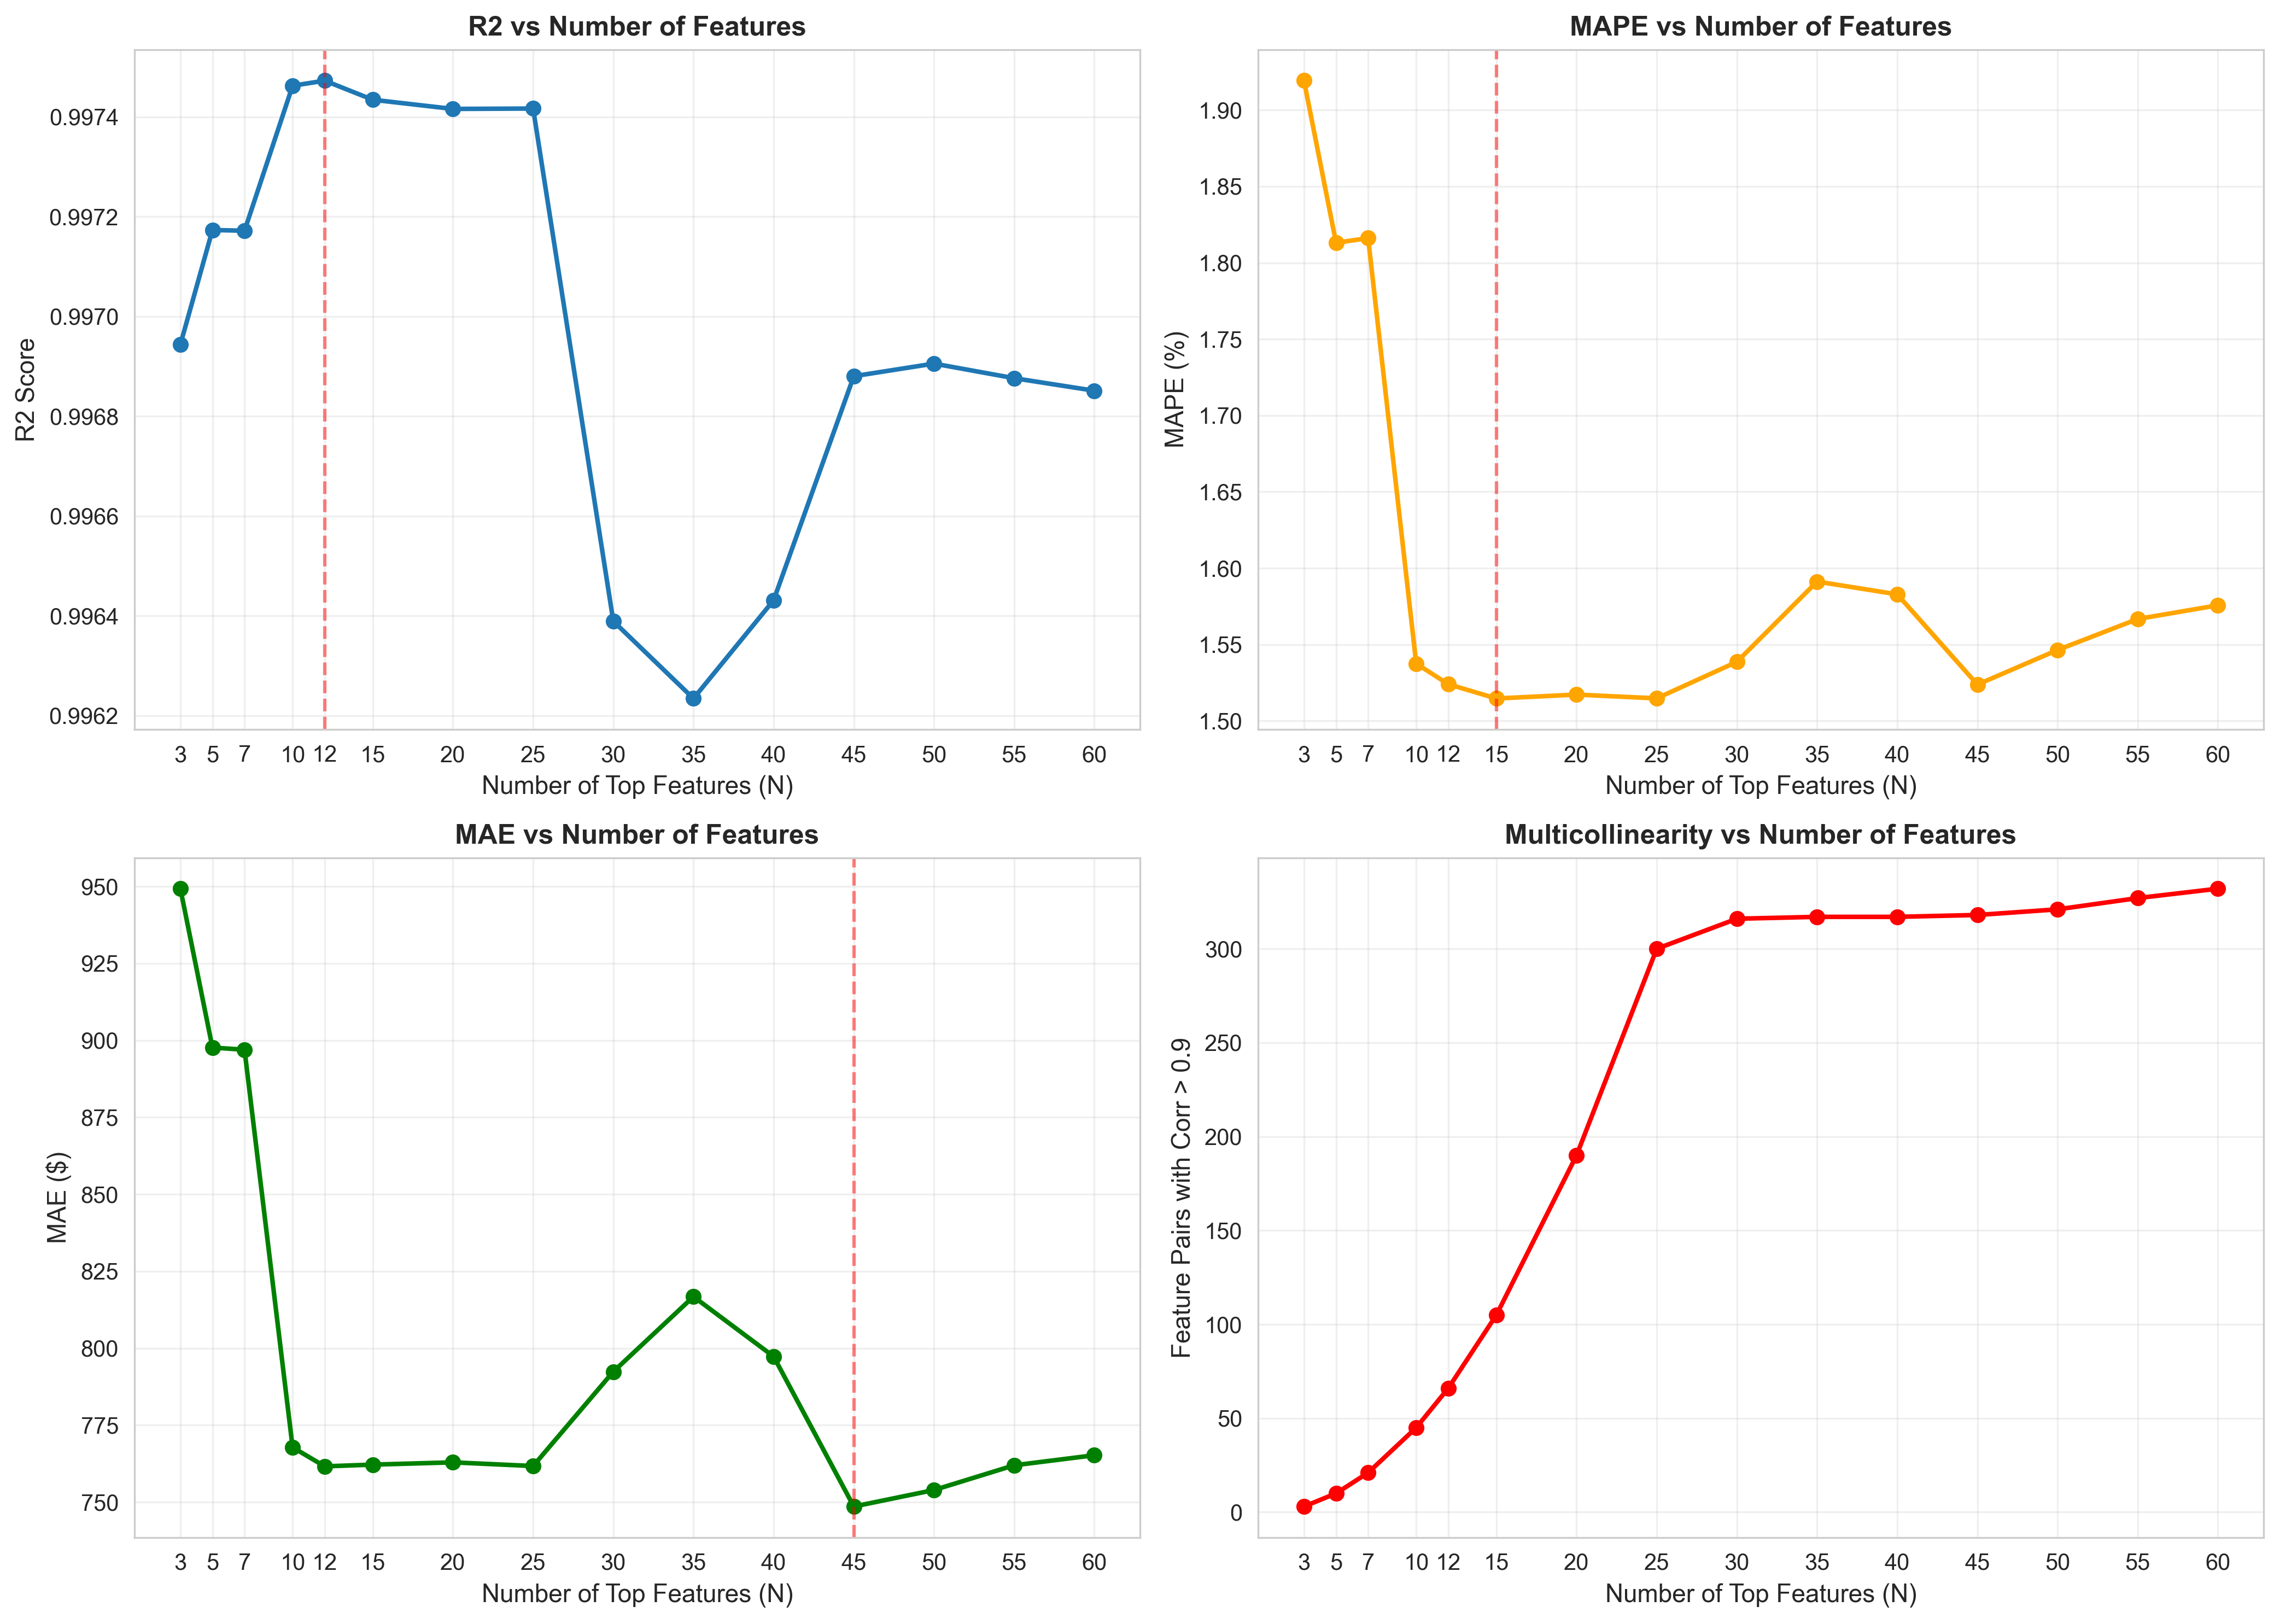 R2 vs Number of Features
R2 Score
0.9974
0.9972
0.9970
0.9968
0.9966
0.9964
0.9962
3 5 7 10 12 15 20 25 30 35 40 45 50 55 60
Number of Top Features (N)
MAPE vs Number of Features
MAPE (%)
1.90
1.85
1.80
1.75
1.70
1.65
1.60
1.55
1.50
3 5 7 10 12 15 20 25 30 35 40 45 50 55 60
Number of Top Features (N)
MAE vs Number of Features
MAE ($)
950
925
900
875
850
825
800
775
750
3 5 7 10 12 15 20 25 30 35 40 45 50 55 60
Number of Top Features (N)
Multicollinearity vs Number of Features
Feature Pairs with Corr > 0.9
300
250
200
150
100
50
0
3 5 7 10 12 15 20 25 30 35 40 45 50 55 60
Number of Top Features (N)